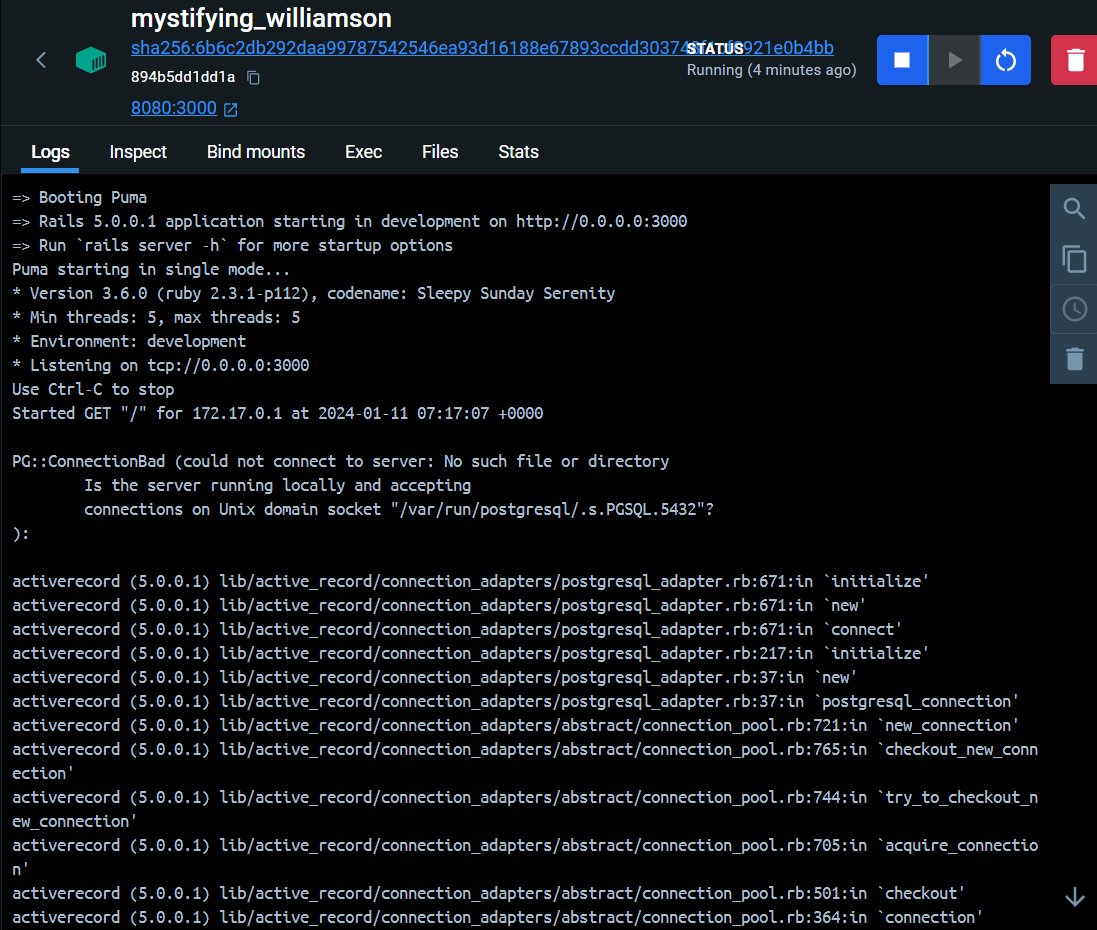 mystifying_williamson
sha256:6b6c2db292daa99787542546ea93d16188e67893ccdd30374
STATUS
894b5dd1dd1a
Running (4 minutes ago)
8080:3000
Logs Inspect Bind mounts Exec Files Stats
=> Booting Puma
=> Rails 5.0.0.1 application starting in development on http://0.0.0.0:3000
=> Run `rails server -h` for more startup options
Puma starting in single mode...
* Version 3.6.0 (ruby 2.3.1-p112), codename: Sleepy Sunday Serenity
* Min threads: 5, max threads: 5
* Environment: development
* Listening on tcp://0.0.0.0:3000
Use Ctrl-C to stop
Started GET "/" for 172.17.0.1 at 2024-01-11 07:17:07 +0000
PG::ConnectionBad (could not connect to server: No such file or directory
Is the server running locally and accepting
connections on Unix domain socket "/var/run/postgresql/.s.PGSQL.5432"?
):
activerecord (5.0.0.1) lib/active_record/connection_adapters/postgresql_adapter.rb:671:in `initialize'
activerecord (5.0.0.1) lib/active_record/connection_adapters/postgresql_adapter.rb:671:in `new'
activerecord (5.0.0.1) lib/active_record/connection_adapters/postgresql_adapter.rb:671:in `connect'
activerecord (5.0.0.1) lib/active_record/connection_adapters/postgresql_adapter.rb:217:in `initialize'
activerecord (5.0.0.1) lib/active_record/connection_adapters/postgresql_adapter.rb:37:in `new'
activerecord (5.0.0.1) lib/active_record/connection_adapters/postgresql_adapter.rb:37:in `postgresql_connection'
activerecord (5.0.0.1) lib/active_record/connection_adapters/abstract/connection_pool.rb:721:in `new_connection'
activerecord (5.0.0.1) lib/active_record/connection_adapters/abstract/connection_pool.rb:765:in `checkout_new_conn
ection'
activerecord (5.0.0.1) lib/active_record/connection_adapters/abstract/connection_pool.rb:744:in `try_to_checkout_n
ew_connection'
activerecord (5.0.0.1) lib/active_record/connection_adapters/abstract/connection_pool.rb:705:in `acquire_connectio
n'
activerecord (5.0.0.1) lib/active_record/connection_adapters/abstract/connection_pool.rb:501:in `checkout'
activerecord (5.0.0.1) lib/active_record/connection_adapters/abstract/connection_pool.rb:364:in `connection'